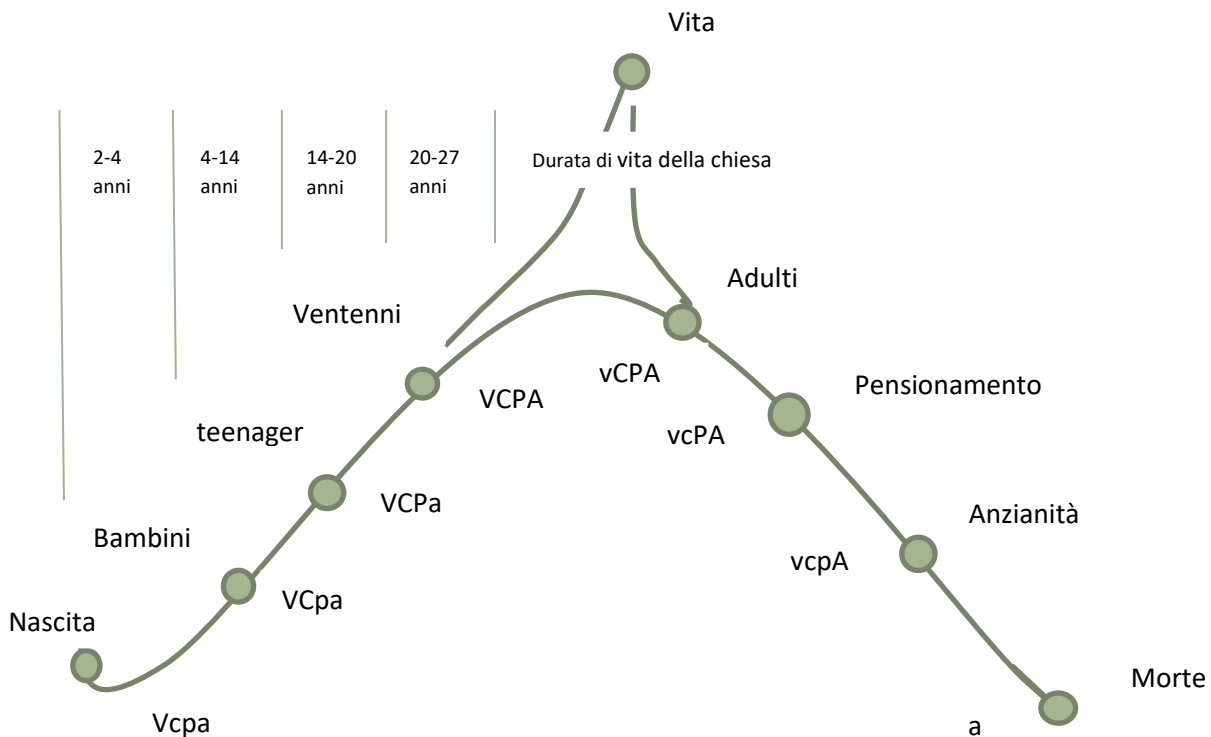 Vita
2-4
anni
4-14
anni
14-20
anni
20-27
anni
Durata di vita della chiesa
Adulti
Ventenni
vCPA
VCPA
Pensionamento
vcPA
teenager
VCPa
Anzianità
Bambini
vcpA
VCpa
Nascita
Morte
Vcpa
a